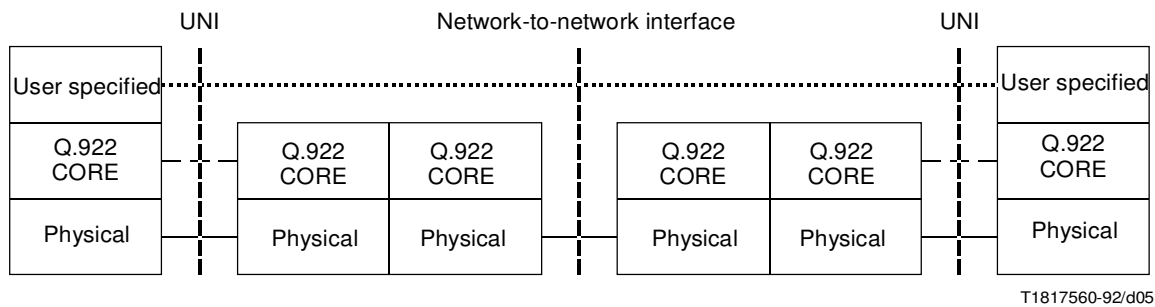 UNI Network-to-network interface UNI
User specified User specified
Q.922 CORE Q.922 CORE Q.922 CORE Q.922 CORE Q.922 CORE Q.922 CORE
Physical Physical Physical Physical Physical Physical
T1817560-92/d05